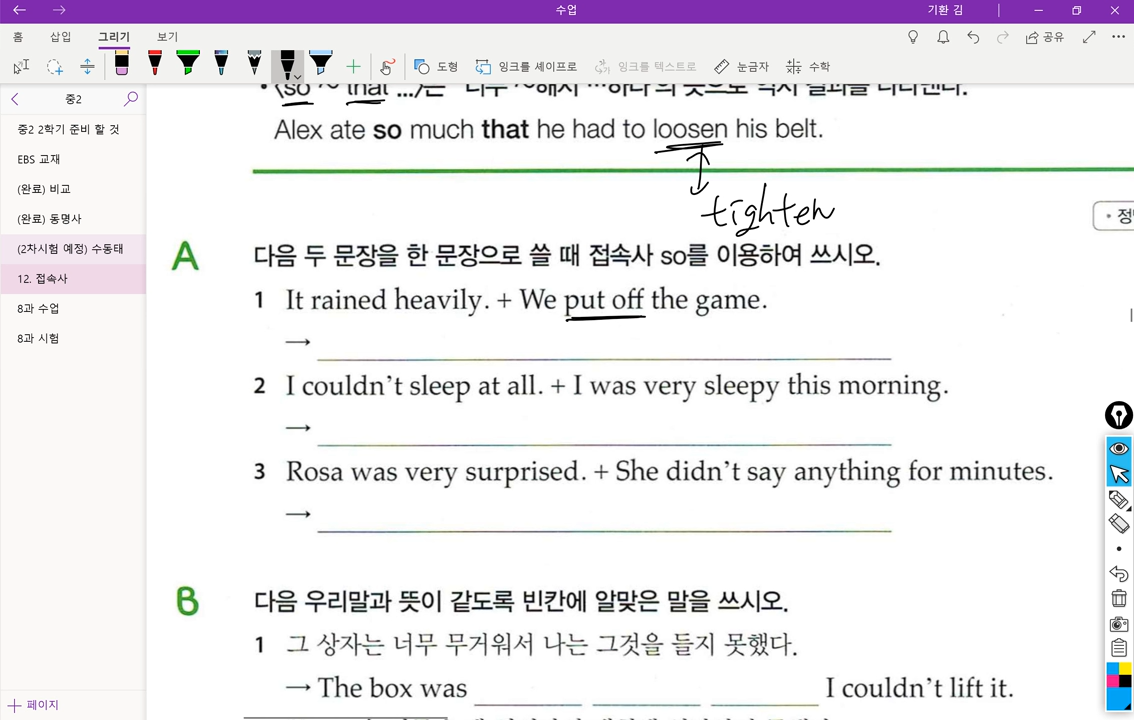 수업
기환 김
홈 삽입 그리기 보기
도형 잉크를 셰이프로 잉크를 텍스트로 눈금자 수학 공유
중2
중2 2학기 준비 할 것
EBS 교재
(완료) 비교
(완료) 동명사
(2차시험 예정) 수동태
12. 접속사
8과 수업
8과 시험
페이지
so ~ that
Alex ate so much that he had to loosen his belt.
tighten
A 다음 두 문장을 한 문장으로 쓸 때 접속사 so를 이용하여 쓰시오.
1 It rained heavily. + We put off the game.
→
2 I couldn't sleep at all. + I was very sleepy this morning.
→
3 Rosa was very surprised. + She didn't say anything for minutes.
→
B 다음 우리말과 뜻이 같도록 빈칸에 알맞은 말을 쓰시오.
1 그 상자는 너무 무거워서 나는 그것을 들지 못했다.
→ The box was ____ ____ ____ I couldn't lift it.